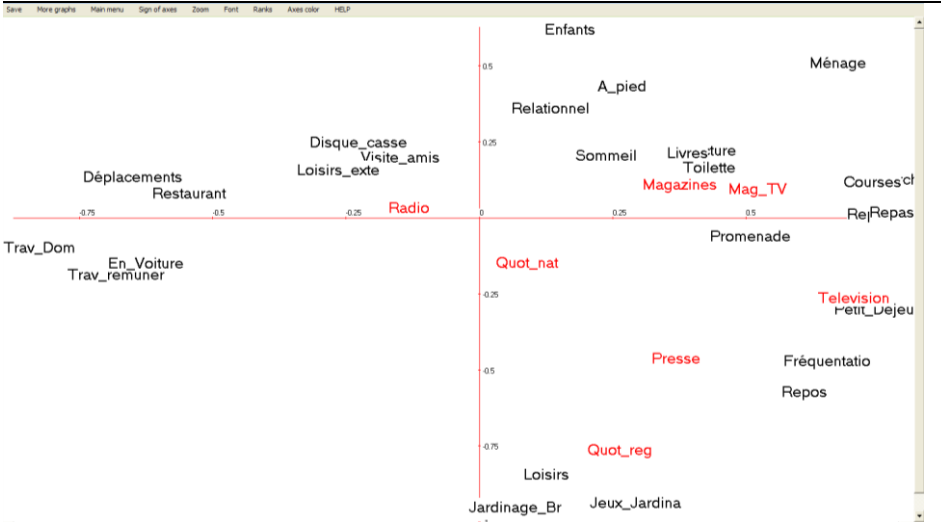 Save More graphs Main menu Sign of axes Zoom Font Ranks Axes color HELP
Enfants
0.5
Ménage
A_pied
Relationnel
0.25
Disque_casse
Visite_amis
Sommeil
Livres
Loisirs_exte
Toilette
Déplacements
Magazines
Mag_TV
Courses
Restaurant
Radio
-0.75 -0.5 -0.25 0 0.25 0.5
Repas
Promenade
Trav_Dom
En_Voiture
Quot_nat
Trav_remuner
-0.25
Television
Petit_Dejeu
Presse
Fréquentatio
-0.5
Repos
-0.75
Quot_reg
Loisirs
Jardinage_Br
Jeux_Jardina